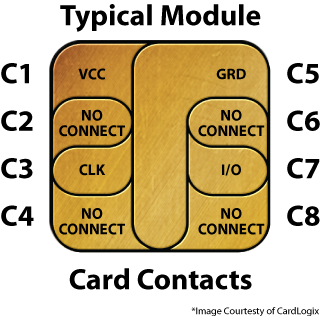 Typical Module
C1 VCC GRD C5
C2 NO CONNECT NO CONNECT C6
C3 CLK I/O C7
C4 NO CONNECT NO CONNECT C8
Card Contacts
*Image Courtesty of CardLogix